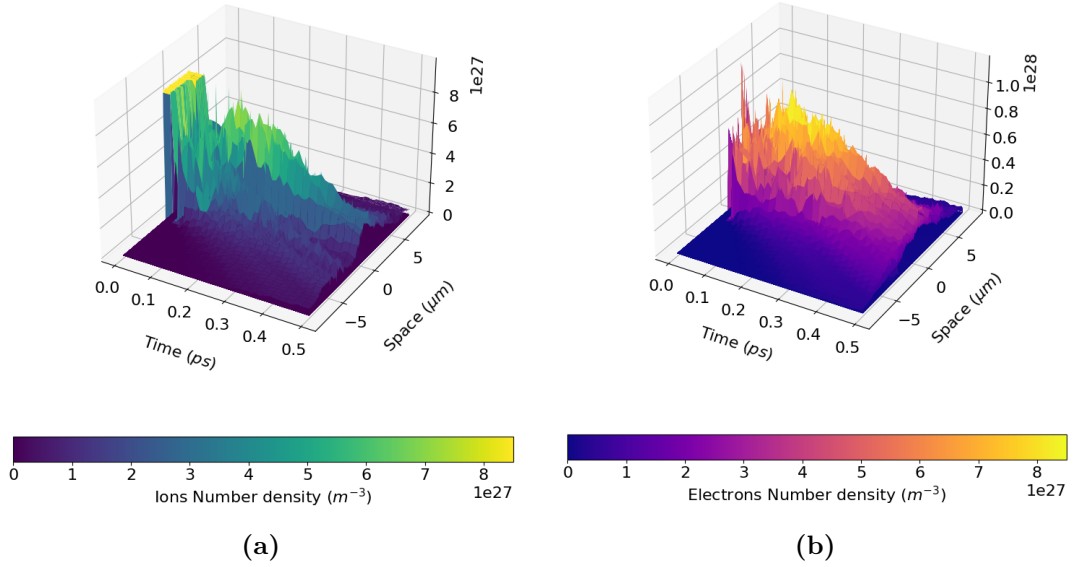 1e27
8
6
4
2
0
0.0
0.1
0.2
0.3
0.4
0.5
Time (ps)
−5
0
5
Space (μm)
0 1 2 3 4 5 6 7 8
Ions Number density (m⁻³) 1e27
(a)
1e28
1.0
0.8
0.6
0.4
0.2
0.0
0.0
0.1
0.2
0.3
0.4
0.5
Time (ps)
−5
0
5
Space (μm)
0 1 2 3 4 5 6 7 8
Electrons Number density (m⁻³) 1e27
(b)